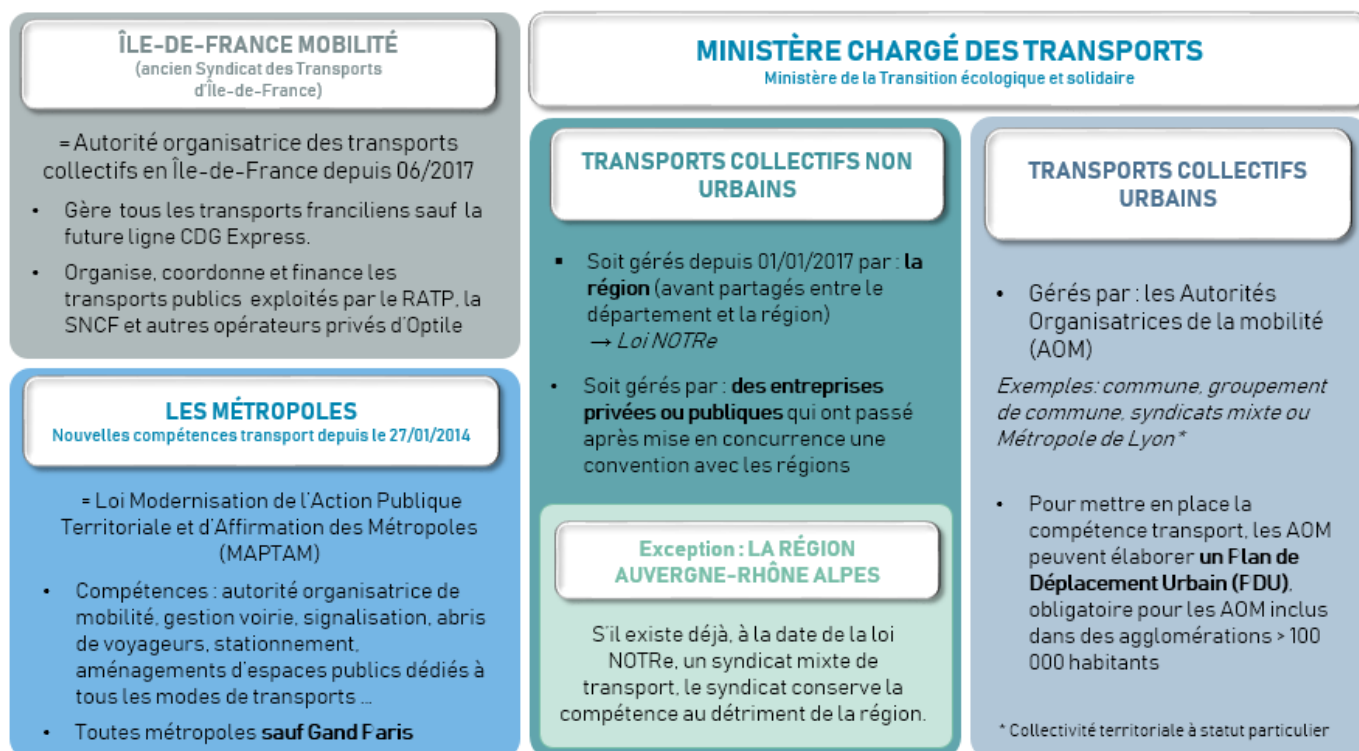 ÎLE-DE-FRANCE MOBILITÉ
(ancien Syndicat des Transports
d'Île-de-France)
= Autorité organisatrice des transports
collectifs en Île-de-France depuis 06/2017
• Gère tous les transports franciliens sauf la
future ligne CDG Express.
• Organise, coordonne et finance les
transports publics exploités par le RATP, la
SNCF et autres opérateurs privés d'Optile
LES MÉTROPOLES
Nouvelles compétences transport depuis le 27/01/2014
= Loi Modernisation de l'Action Publique
Territoriale et d'Affirmation des Métropoles
(MAPTAM)
• Compétences : autorité organisatrice de
mobilité, gestion voirie, signalisation, abris
de voyageurs, stationnement,
aménagements d'espaces publics dédiés à
tous les modes de transports ...
• Toutes métropoles sauf Gand Paris
MINISTÈRE CHARGÉ DES TRANSPORTS
Ministère de la Transition écologique et solidaire
TRANSPORTS COLLECTIFS NON
URBAINS
▪ Soit gérés depuis 01/01/2017 par : la
région (avant partagés entre le
département et la région)
→ Loi NOTRe
• Soit gérés par : des entreprises
privées ou publiques qui ont passé
après mise en concurrence une
convention avec les régions
Exception : LA RÉGION
AUVERGNE-RHÔNE ALPES
S'il existe déjà, à la date de la loi
NOTRe, un syndicat mixte de
transport, le syndicat conserve la
compétence au détriment de la région.
TRANSPORTS COLLECTIFS
URBAINS
• Gérés par : les Autorités
Organisatrices de la mobilité
(AOM)
Exemples: commune, groupement
de commune, syndicats mixte ou
Métropole de Lyon*
• Pour mettre en place la
compétence transport, les AOM
peuvent élaborer un Plan de
Déplacement Urbain (PDU),
obligatoire pour les AOM inclus
dans des agglomérations > 100
000 habitants
* Collectivité territoriale à statut particulier